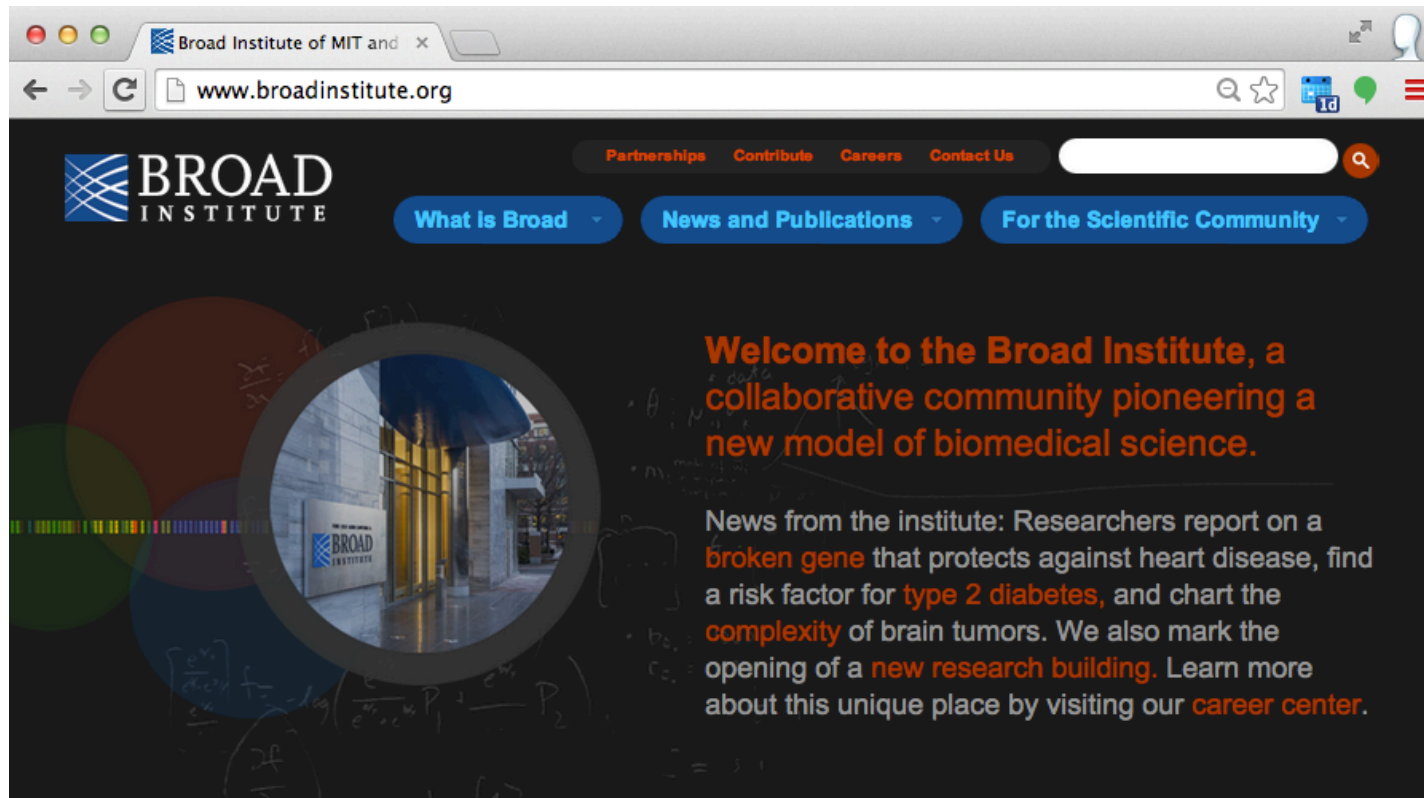 Broad Institute of MIT and
www.broadinstitute.org
1d
BROAD
INSTITUTE
Partnerships Contribute Careers Contact Us
What is Broad News and Publications For the Scientific Community
Welcome to the Broad Institute, a
collaborative community pioneering a
new model of biomedical science.
News from the institute: Researchers report on a
broken gene that protects against heart disease, find
a risk factor for type 2 diabetes, and chart the
complexity of brain tumors. We also mark the
opening of a new research building. Learn more
about this unique place by visiting our career center.
BROAD
INSTITUTE